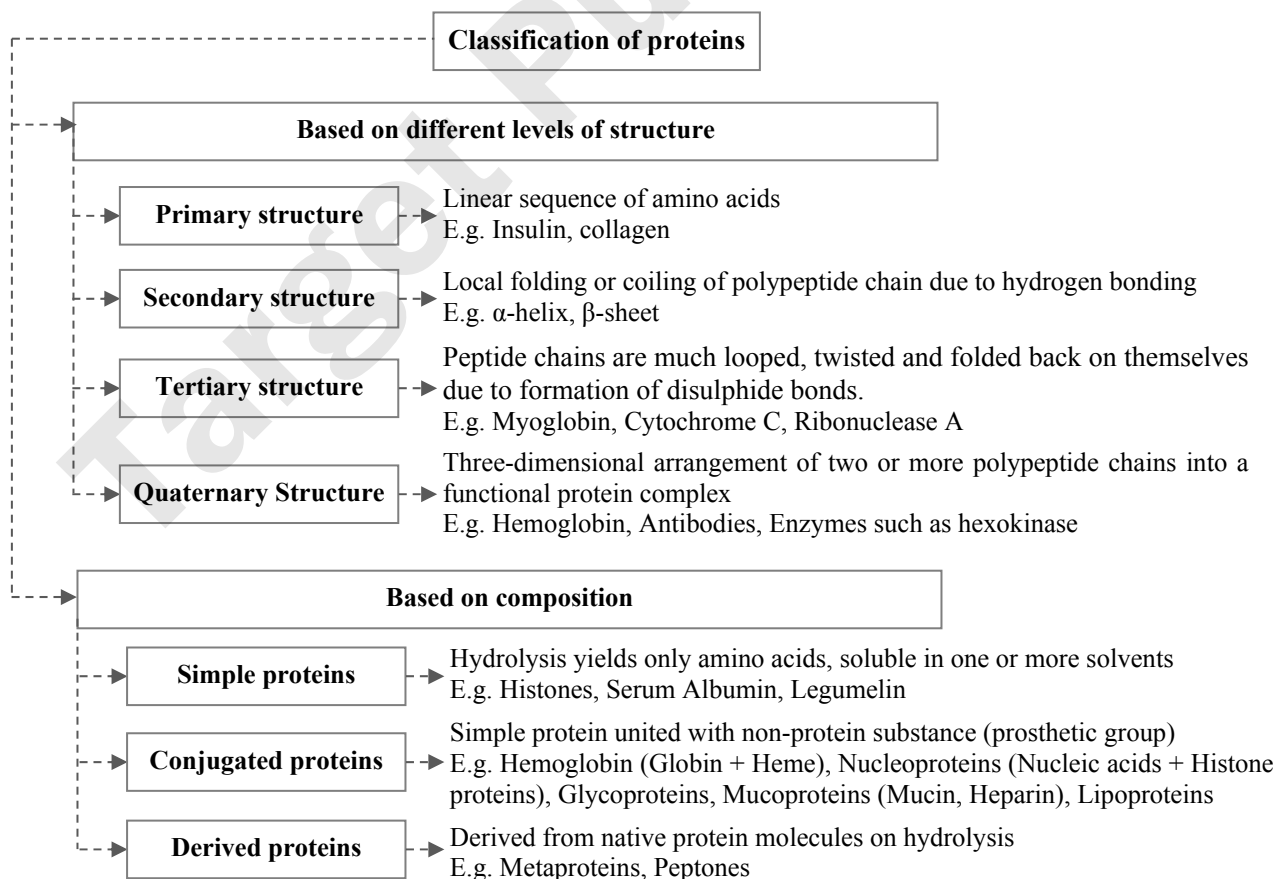 Classification of proteins
Based on different levels of structure
Primary structure
Linear sequence of amino acids
E.g. Insulin, collagen
Secondary structure
Local folding or coiling of polypeptide chain due to hydrogen bonding
E.g. α-helix, β-sheet
Tertiary structure
Peptide chains are much looped, twisted and folded back on themselves
due to formation of disulphide bonds.
E.g. Myoglobin, Cytochrome C, Ribonuclease A
Quaternary Structure
Three-dimensional arrangement of two or more polypeptide chains into a
functional protein complex
E.g. Hemoglobin, Antibodies, Enzymes such as hexokinase
Based on composition
Simple proteins
Hydrolysis yields only amino acids, soluble in one or more solvents
E.g. Histones, Serum Albumin, Legumelin
Conjugated proteins
Simple protein united with non-protein substance (prosthetic group)
E.g. Hemoglobin (Globin + Heme), Nucleoproteins (Nucleic acids + Histone
proteins), Glycoproteins, Mucoproteins (Mucin, Heparin), Lipoproteins
Derived proteins
Derived from native protein molecules on hydrolysis
E.g. Metaproteins, Peptones
Target